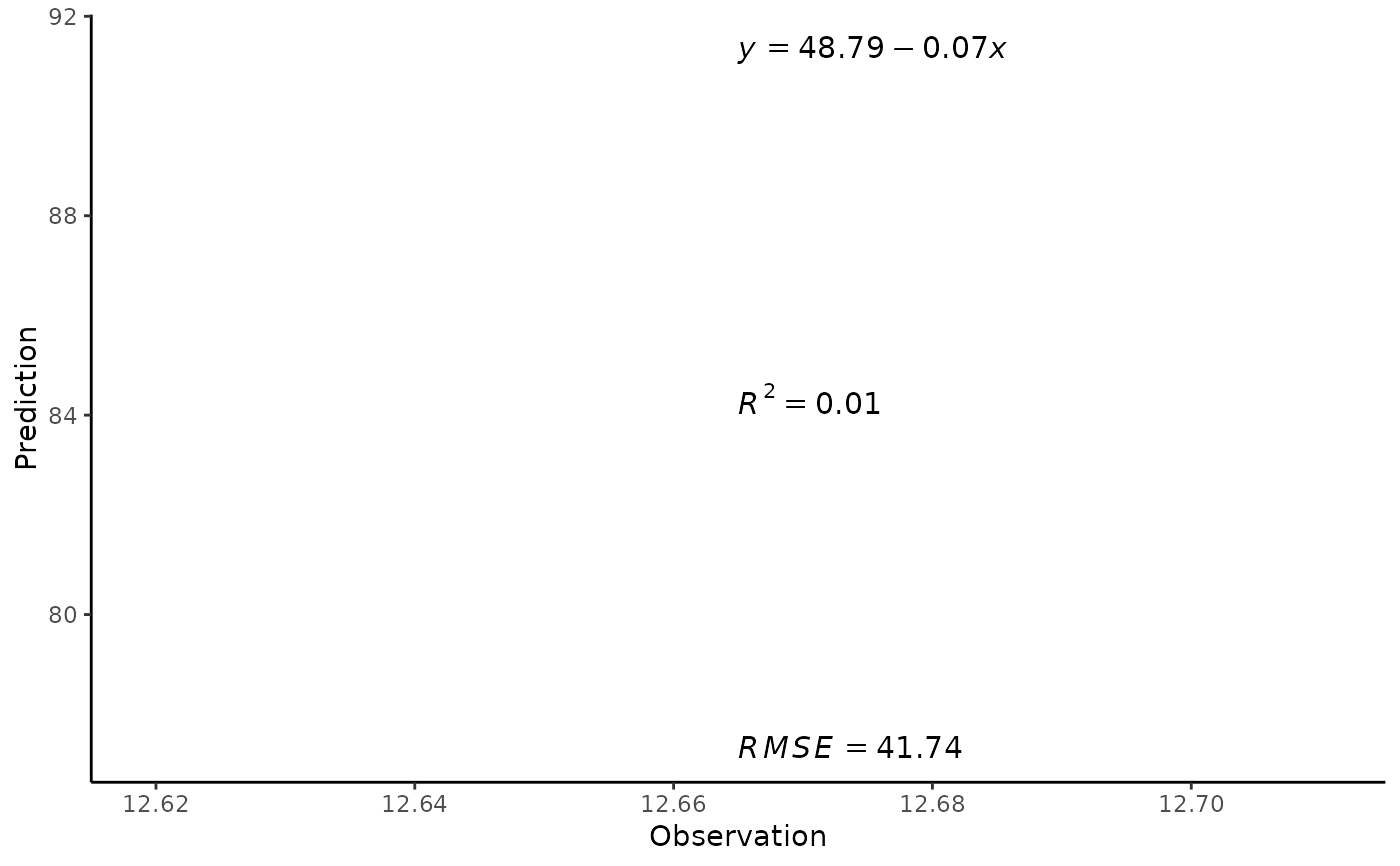 92
y = 48.79 − 0.07x
88
Prediction
84
R² = 0.01
80
RMSE = 41.74
12.62 12.64 12.66 12.68 12.70
Observation